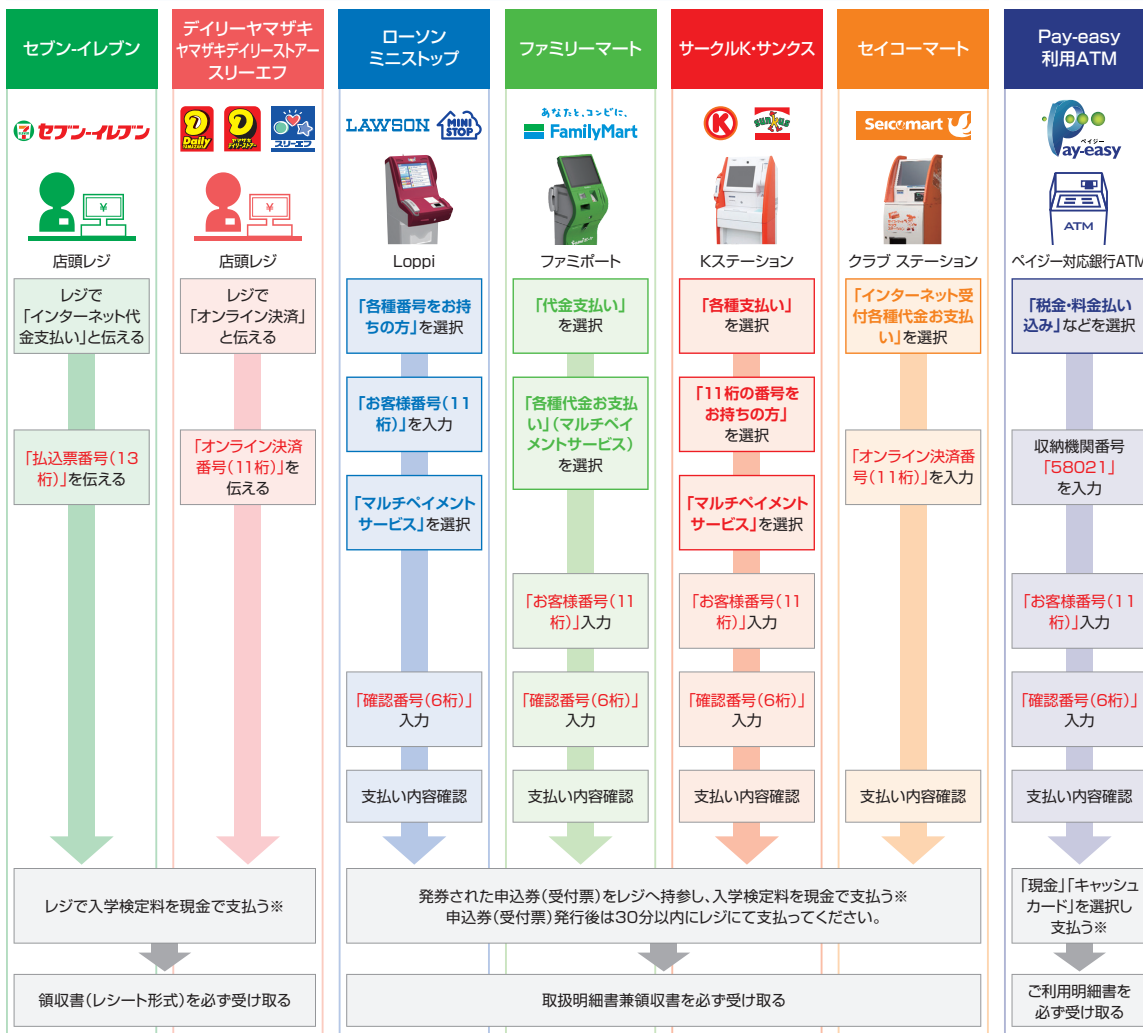 セブン-イレブン
デイリーヤマザキ
ヤマザキデイリーストアー
スリーエフ
ローソン
ミニストップ
ファミリーマート
サークルK・サンクス
セイコーマート
Pay-easy
利用ATM
セブン-イレブン
Daily
ヤマザキ
デイリーストアー
スリーエフ
LAWSON
MINI
STOP
あなたと、コンビに、
FamilyMart
K
sunkus
Seicomart
ペイジー
Pay-easy
¥
¥
ATM
店頭レジ
店頭レジ
Loppi
ファミポート
Kステーション
クラブ ステーション
ペイジー対応銀行ATM
レジで
「インターネット代
金支払い」と伝える
「払込票番号(13
桁)」を伝える
レジで
「オンライン決済」
と伝える
「オンライン決済
番号(11桁)」を
伝える
「各種番号をお持
ちの方」を選択
「お客様番号(11
桁)」を入力
「マルチペイメント
サービス」を選択
「確認番号(6桁)」
入力
支払い内容確認
「代金支払い」
を選択
「各種代金お支払
い」(マルチペイ
メントサービス)
を選択
「お客様番号(11
桁)」入力
「確認番号(6桁)」
入力
支払い内容確認
「各種支払い」
を選択
「11桁の番号を
お持ちの方」
を選択
「マルチペイメント
サービス」を選択
「お客様番号(11
桁)」入力
「確認番号(6桁)」
入力
支払い内容確認
「インターネット受
付各種代金お支払
い」を選択
「オンライン決済番
号(11桁)」を入力
支払い内容確認
「税金・料金払い
込み」などを選択
収納機関番号
「58021」
を入力
「お客様番号(11
桁)」入力
「確認番号(6桁)」
入力
支払い内容確認
レジで入学検定料を現金で支払う※
発券された申込券(受付票)をレジへ持参し、入学検定料を現金で支払う※
申込券(受付票)発行後は30分以内にレジにて支払ってください。
「現金」「キャッシュ
カード」を選択し
支払う※
領収書(レシート形式)を必ず受け取る
取扱明細書兼領収書を必ず受け取る
ご利用明細書を
必ず受け取る